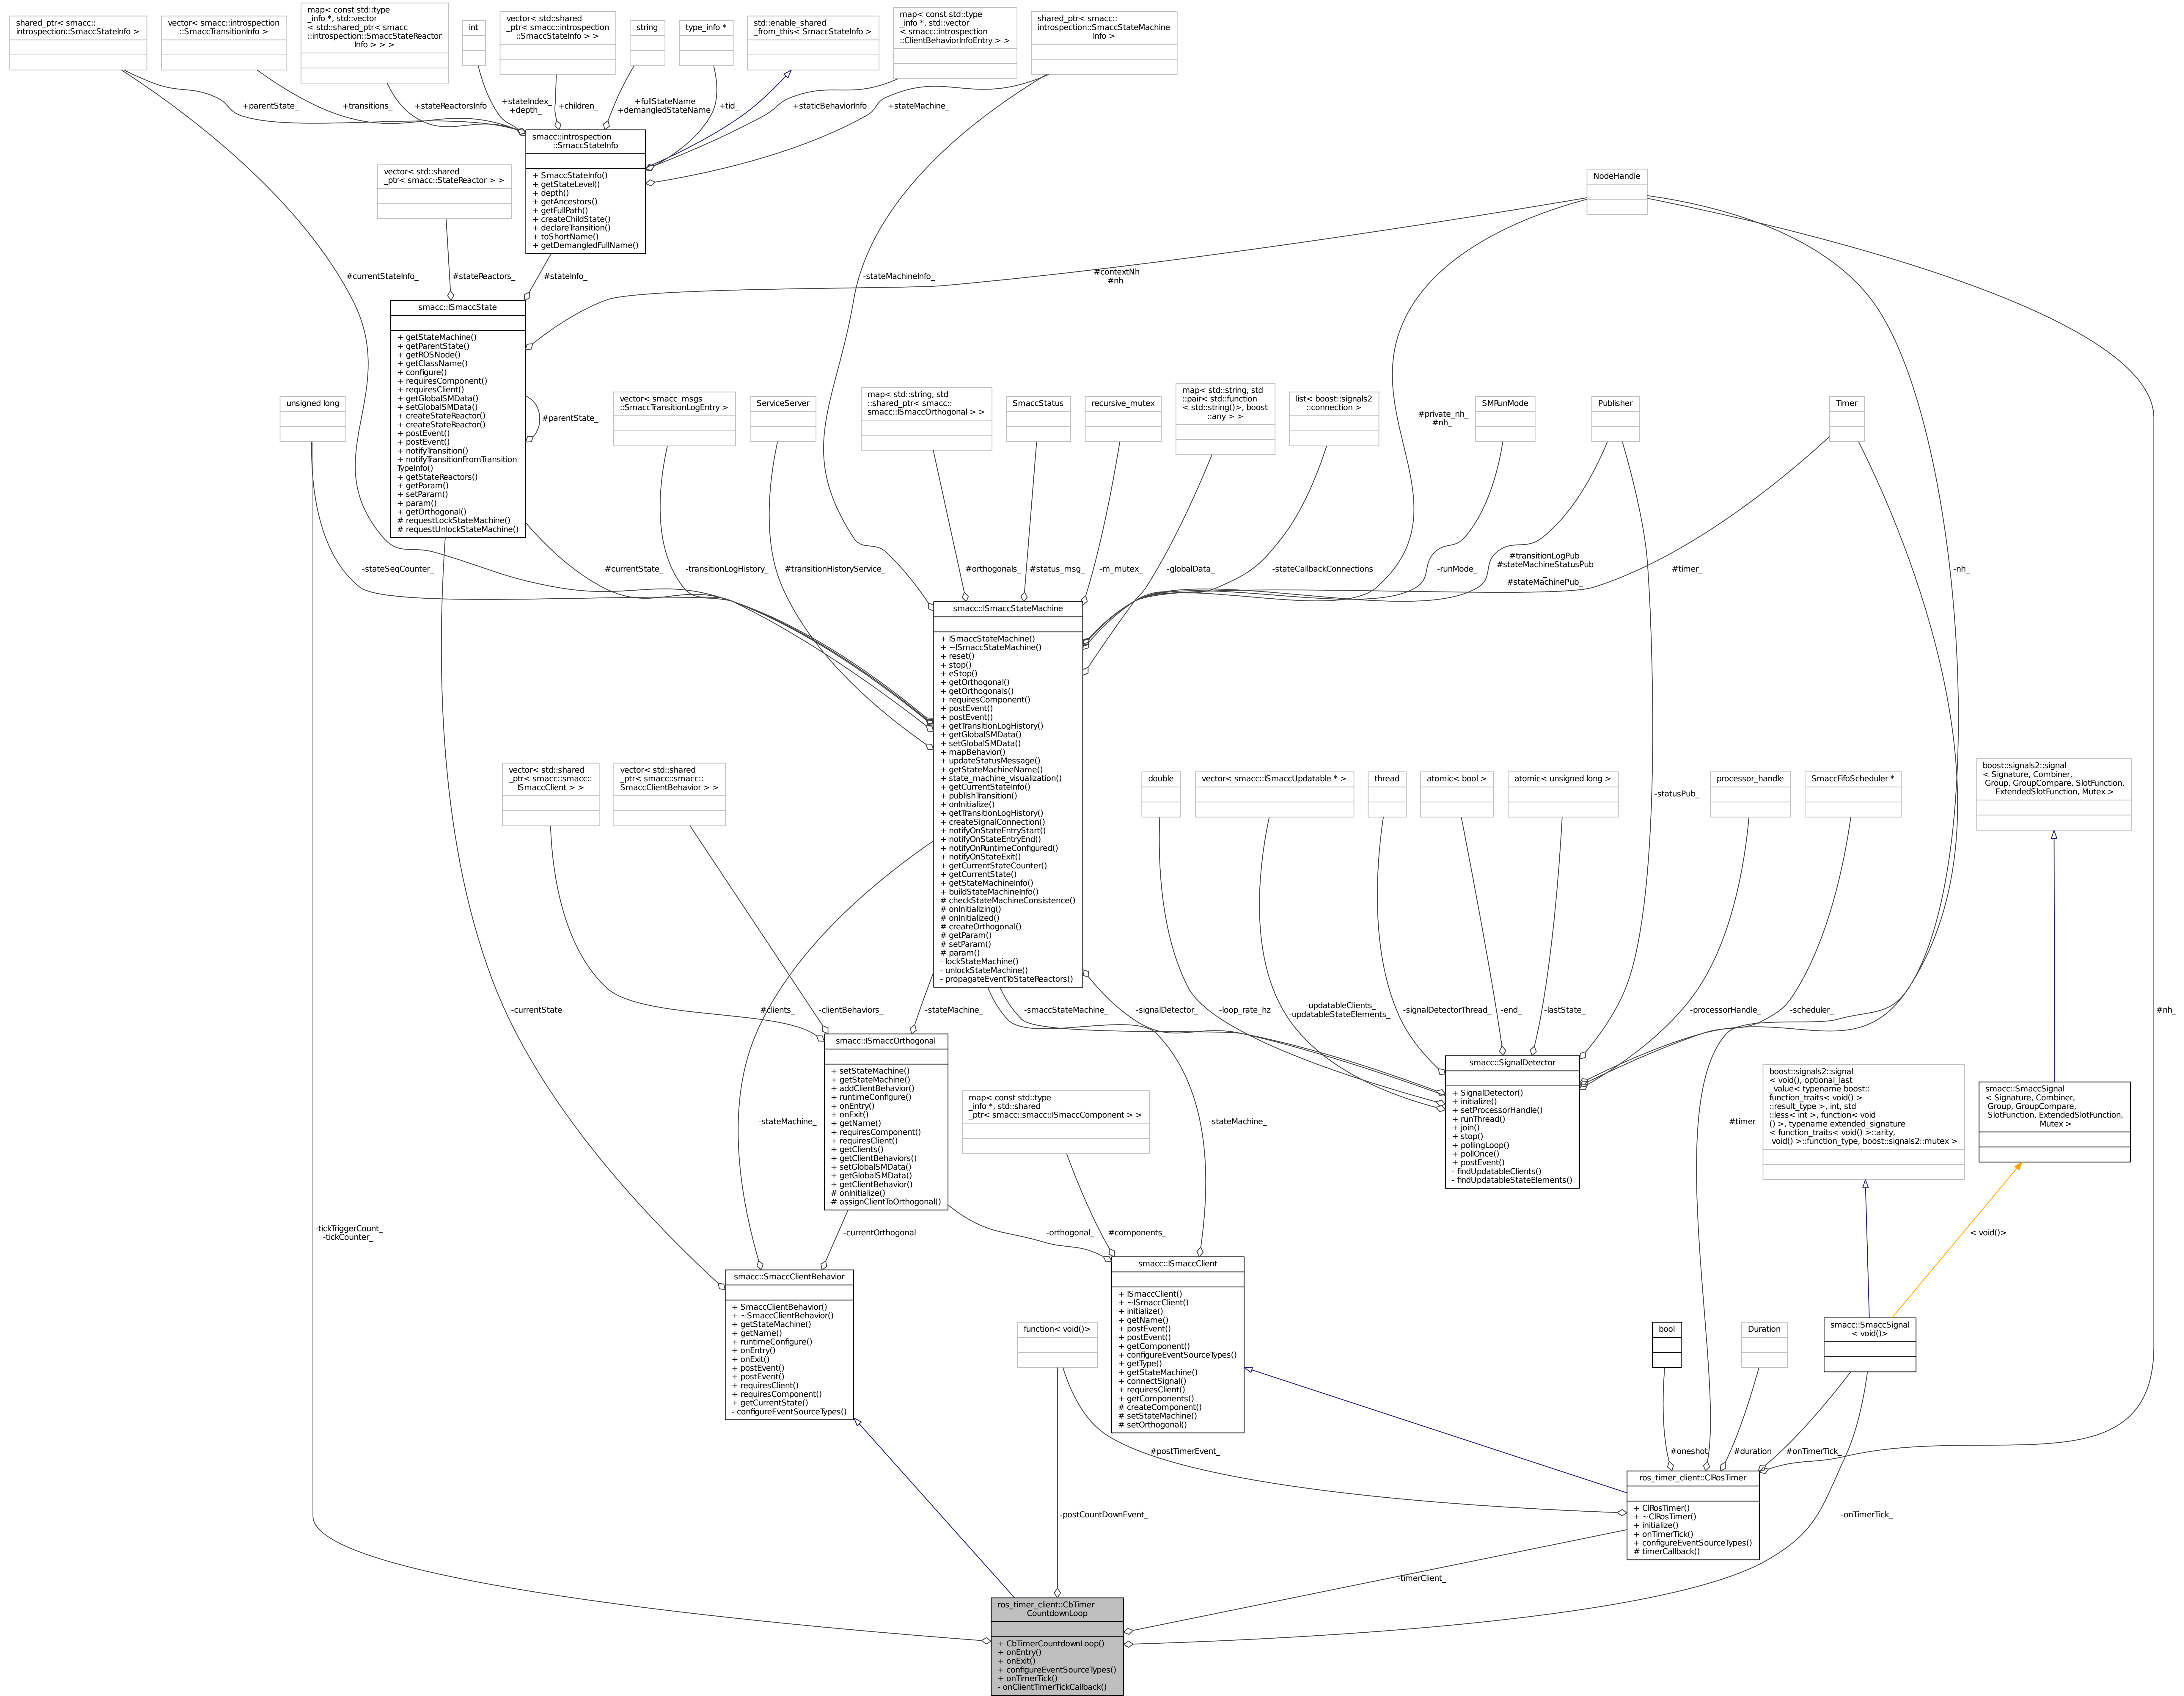 shared_ptr< smacc::
introspection::SmaccStateInfo >
vector< smacc::introspection
::SmaccTransitionInfo >
map< const std::type
_info *, std::vector
< std::shared_ptr< smacc
::introspection::SmaccStateReactor
Info > > >
int
vector< std::shared
_ptr< smacc::introspection
::SmaccStateInfo > >
string
type_info *
std::enable_shared
_from_this< SmaccStateInfo >
map< const std::type
_info *, std::vector
< smacc::introspection
::ClientBehaviorInfoEntry > >
shared_ptr< smacc::
introspection::SmaccStateMachine
Info >
+parentState_
+transitions_
+stateReactorsInfo
+stateIndex_
+depth_
+children_
+fullStateName
+demangledStateName
+tid_
+staticBehaviorInfo
+stateMachine_
smacc::introspection
::SmaccStateInfo
+ SmaccStateInfo()
+ getStateLevel()
+ depth()
+ getAncestors()
+ getFullPath()
+ createChildState()
+ declareTransition()
+ toShortName()
+ getDemangledFullName()
vector< std::shared
_ptr< smacc::StateReactor > >
NodeHandle
#currentStateInfo_
#stateReactors_
#stateInfo_
-stateMachineInfo_
#contextNh
#nh
smacc::ISmaccState
+ getStateMachine()
+ getParentState()
+ getROSNode()
+ getClassName()
+ configure()
+ requiresComponent()
+ requiresClient()
+ getGlobalSMData()
+ setGlobalSMData()
+ createStateReactor()
+ createStateReactor()
+ postEvent()
+ postEvent()
+ notifyTransition()
+ notifyTransitionFromTransition
TypeInfo()
+ getStateReactors()
+ getParam()
+ setParam()
+ param()
+ getOrthogonal()
# requestLockStateMachine()
# requestUnlockStateMachine()
#parentState_
unsigned long
vector< smacc_msgs
::SmaccTransitionLogEntry >
ServiceServer
map< std::string, std
::shared_ptr< smacc::
smacc::ISmaccOrthogonal > >
SmaccStatus
recursive_mutex
map< std::string, std
::pair< std::function
< std::string()>, boost
::any > >
list< boost::signals2
::connection >
#private_nh_
#nh_
SMRunMode
Publisher
Timer
-stateSeqCounter_
#currentState_
-transitionLogHistory_
#transitionHistoryService_
#orthogonals_
#status_msg_
-m_mutex_
-globalData_
-stateCallbackConnections
-runMode_
#transitionLogPub_
#stateMachineStatusPub
_
#stateMachinePub_
#timer_
-nh_
smacc::ISmaccStateMachine
+ ISmaccStateMachine()
+ ~ISmaccStateMachine()
+ reset()
+ stop()
+ eStop()
+ getOrthogonal()
+ getOrthogonals()
+ requiresComponent()
+ postEvent()
+ postEvent()
+ getTransitionLogHistory()
+ getGlobalSMData()
+ setGlobalSMData()
+ mapBehavior()
+ updateStatusMessage()
+ getStateMachineName()
+ state_machine_visualization()
+ getCurrentStateInfo()
+ publishTransition()
+ onInitialize()
+ getTransitionLogHistory()
+ createSignalConnection()
+ notifyOnStateEntryStart()
+ notifyOnStateEntryEnd()
+ notifyOnRuntimeConfigured()
+ notifyOnStateExit()
+ getCurrentStateCounter()
+ getCurrentState()
+ getStateMachineInfo()
+ buildStateMachineInfo()
# checkStateMachineConsistence()
# onInitializing()
# onInitialized()
# createOrthogonal()
# getParam()
# setParam()
# param()
- lockStateMachine()
- unlockStateMachine()
- propagateEventToStateReactors()
vector< std::shared
_ptr< smacc::smacc::
ISmaccClient > >
vector< std::shared
_ptr< smacc::smacc::
SmaccClientBehavior > >
double
vector< smacc::ISmaccUpdatable * >
thread
atomic< bool >
atomic< unsigned long >
-statusPub_
processor_handle
SmaccFifoScheduler *
boost::signals2::signal
< Signature, Combiner,
Group, GroupCompare, SlotFunction,
ExtendedSlotFunction, Mutex >
-currentState
#clients_
-clientBehaviors_
-stateMachine_
-smaccStateMachine_
-signalDetector_
-loop_rate_hz
-updatableClients_
-updatableStateElements_
-signalDetectorThread_
-end_
-lastState_
-processorHandle_
-scheduler_
#nh_
smacc::ISmaccOrthogonal
+ setStateMachine()
+ getStateMachine()
+ addClientBehavior()
+ runtimeConfigure()
+ onEntry()
+ onExit()
+ getName()
+ requiresComponent()
+ requiresClient()
+ getClients()
+ getClientBehaviors()
+ setGlobalSMData()
+ getGlobalSMData()
+ getClientBehavior()
# onInitialize()
# assignClientToOrthogonal()
smacc::SignalDetector
+ SignalDetector()
+ initialize()
+ setProcessorHandle()
+ runThread()
+ join()
+ stop()
+ pollingLoop()
+ pollOnce()
+ postEvent()
- findUpdatableClients()
- findUpdatableStateElements()
boost::signals2::signal
< void(), optional_last
_value< typename boost::
function_traits< void() >
::result_type >, int, std
::less< int >, function< void
() >, typename extended_signature
< function_traits< void() >::arity,
void() >::function_type, boost::signals2::mutex >
smacc::SmaccSignal
< Signature, Combiner,
Group, GroupCompare,
SlotFunction, ExtendedSlotFunction,
Mutex >
map< const std::type
_info *, std::shared
_ptr< smacc::smacc::ISmaccComponent > >
-stateMachine_
-stateMachine_
#timer
-tickTriggerCount_
-tickCounter_
-currentOrthogonal
-orthogonal_
#components_
< void()>
smacc::SmaccClientBehavior
+ SmaccClientBehavior()
+ ~SmaccClientBehavior()
+ getStateMachine()
+ getName()
+ runtimeConfigure()
+ onEntry()
+ onExit()
+ postEvent()
+ postEvent()
+ requiresClient()
+ requiresComponent()
+ getCurrentState()
- configureEventSourceTypes()
smacc::ISmaccClient
+ ISmaccClient()
+ ~ISmaccClient()
+ initialize()
+ getName()
+ postEvent()
+ postEvent()
+ getComponent()
+ configureEventSourceTypes()
+ getType()
+ getStateMachine()
+ connectSignal()
+ requiresClient()
+ getComponents()
# createComponent()
# setStateMachine()
# setOrthogonal()
function< void()>
bool
Duration
smacc::SmaccSignal
< void()>
#postTimerEvent_
#oneshot
#duration
#onTimerTick_
ros_timer_client::ClRosTimer
+ ClRosTimer()
+ ~ClRosTimer()
+ initialize()
+ onTimerTick()
+ configureEventSourceTypes()
# timerCallback()
-postCountDownEvent_
-onTimerTick_
-timerClient_
ros_timer_client::CbTimer
CountdownLoop
+ CbTimerCountdownLoop()
+ onEntry()
+ onExit()
+ configureEventSourceTypes()
+ onTimerTick()
- onClientTimerTickCallback()